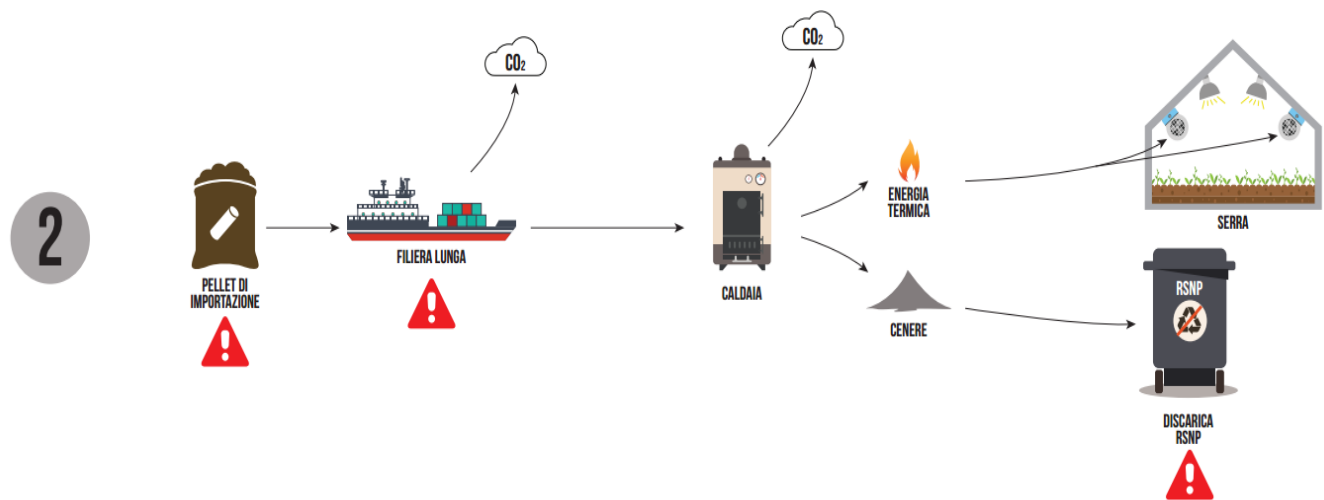 2
PELLET DI
IMPORTAZIONE
CO₂
FILIERA LUNGA
CO₂
CALDAIA
ENERGIA
TERMICA
CENERE
SERRA
RSNP
DISCARICA
RSNP